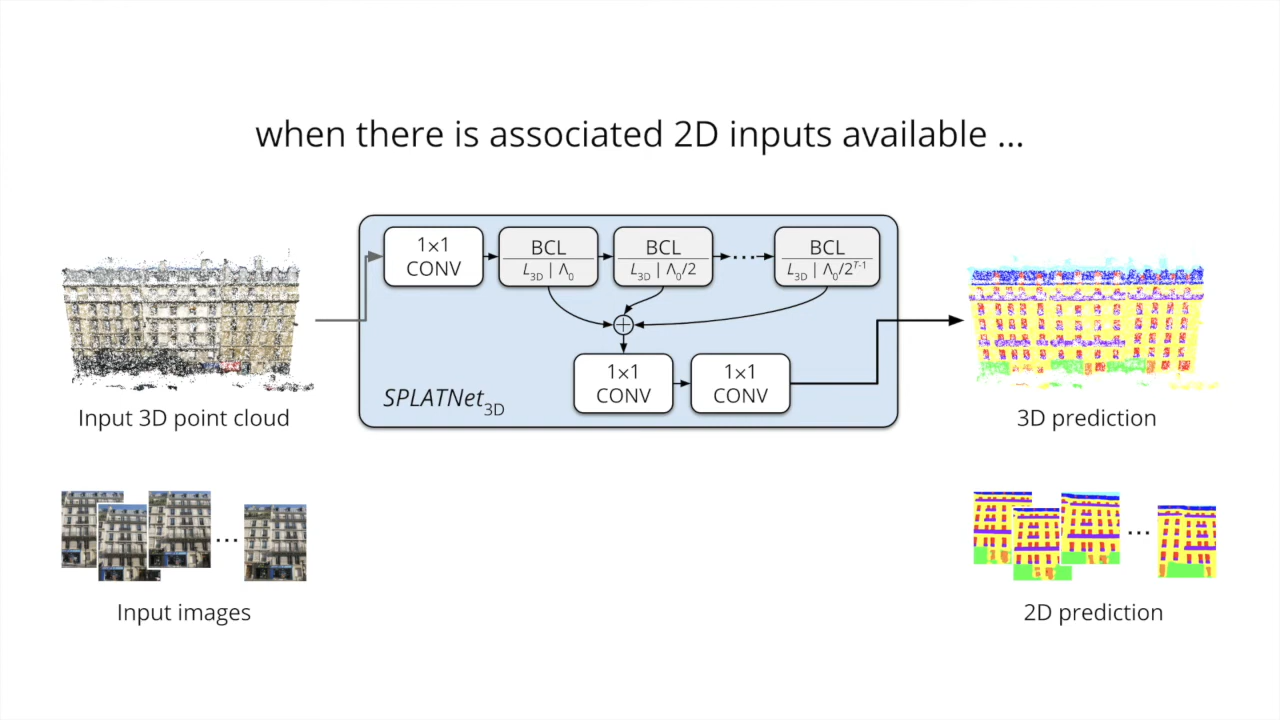 when there is associated 2D inputs available ...
1×1
CONV
BCL
L3D | Λ0
BCL
L3D | Λ0/2
...
BCL
L3D | Λ0/2^T-1
1×1
CONV
1×1
CONV
SPLATNet3D
Input 3D point cloud
3D prediction
...
...
Input images
2D prediction